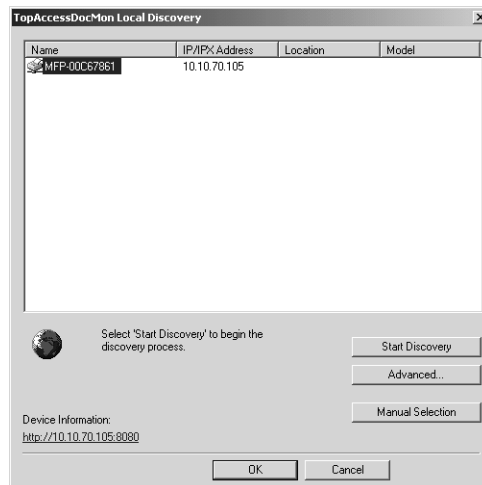 TopAccessDocMon Local Discovery
Name IP/IPX Address Location Model
MFP-00C67861 10.10.70.105
Select 'Start Discovery' to begin the
discovery process.
Start Discovery
Advanced...
Manual Selection
Device Information:
http://10.10.70.105:8080
OK Cancel